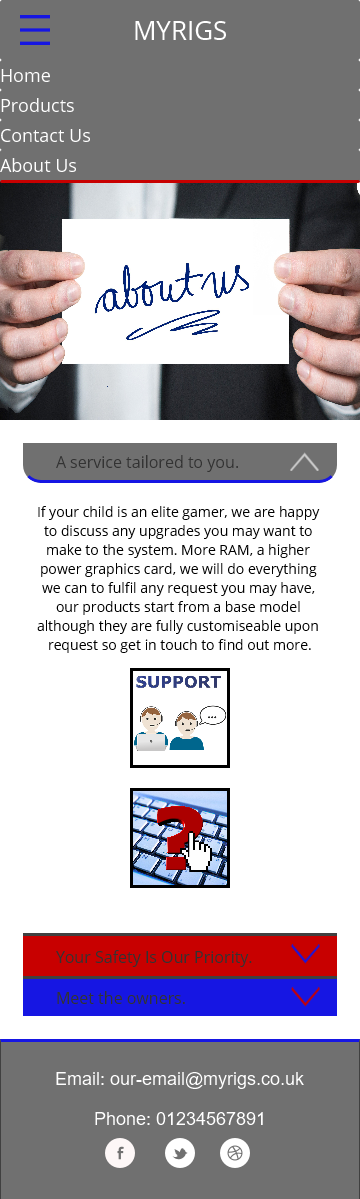 MYRIGS
Home
Products
Contact Us
About Us
about us
A service tailored to you.
If your child is an elite gamer, we are happy
to discuss any upgrades you may want to
make to the system. More RAM, a higher
power graphics card, we will do everything
we can to fulfil any request you may have,
our products start from a base model
although they are fully customiseable upon
request so get in touch to find out more.
SUPPORT
...
?
Your Safety Is Our Priority.
Meet the owners.
Email: our-email@myrigs.co.uk
Phone: 01234567891
f